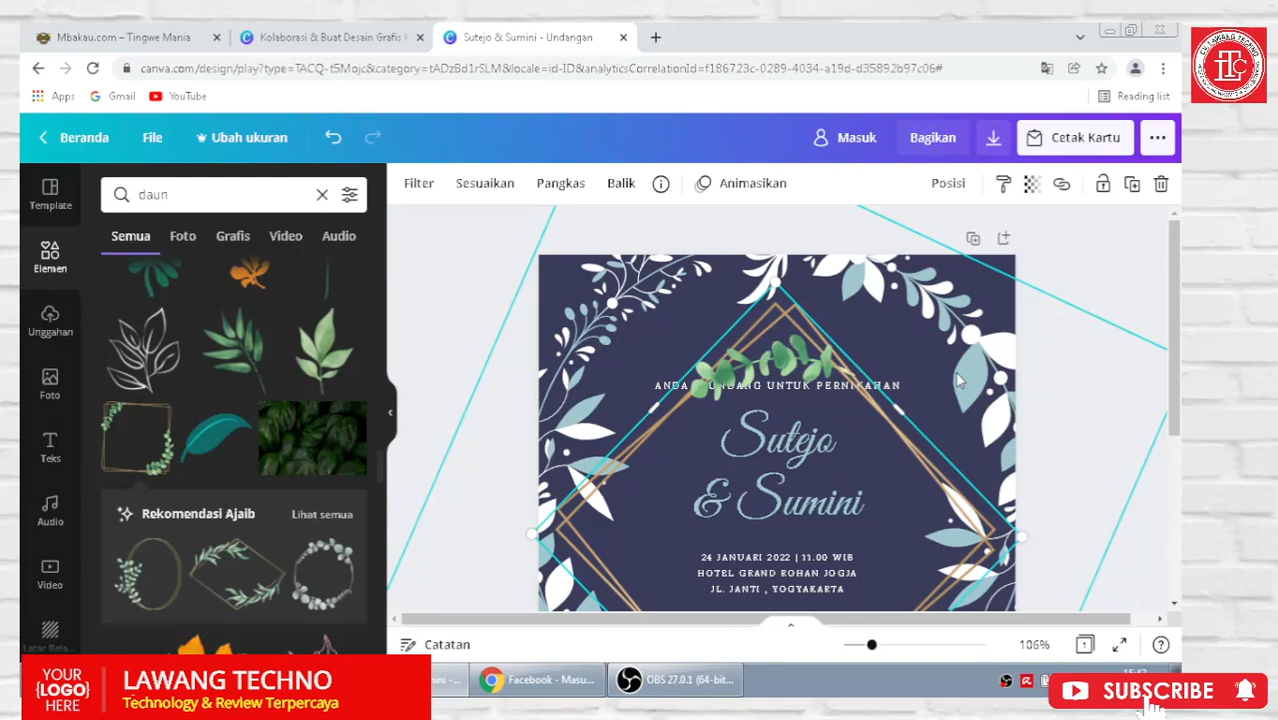 Mbakau.com – Tingwe Mania
Kolaborasi & Buat Desain Grafis
Sutejo & Sumini - Undangan
canva.com/design/play?type=TACQ-t5Mojc&category=tADzBd1rSLM&locale=id-ID&analyticsCorrelationId=f186723c-0289-4034-a19d-d35892b97c06#
Apps
Gmail
YouTube
Reading list
LTC
Beranda
File
Ubah ukuran
Masuk
Bagikan
Cetak Kartu
Filter
Sesuaikan
Pangkas
Balik
Animasikan
Posisi
Template
Elemen
Unggahan
Foto
Teks
Audio
Video
daun
Semua
Foto
Grafis
Video
Audio
Rekomendasi Ajaib
Lihat semua
UNTUK PERNIKAHAN
Sutejo
& Sumini
24 JANUARI 2022 | 11.00 WIB
HOTEL GRAND ROHAN JOGJA
JL. JANTI , YOGYAKARTA
Catatan
106%
1
YOUR
{LOGO}
HERE
LAWANG TECHNO
Technology & Review Terpercaya
Facebook - Masu...
OBS 27.0.1 (64-bit...
SUBSCRIBE